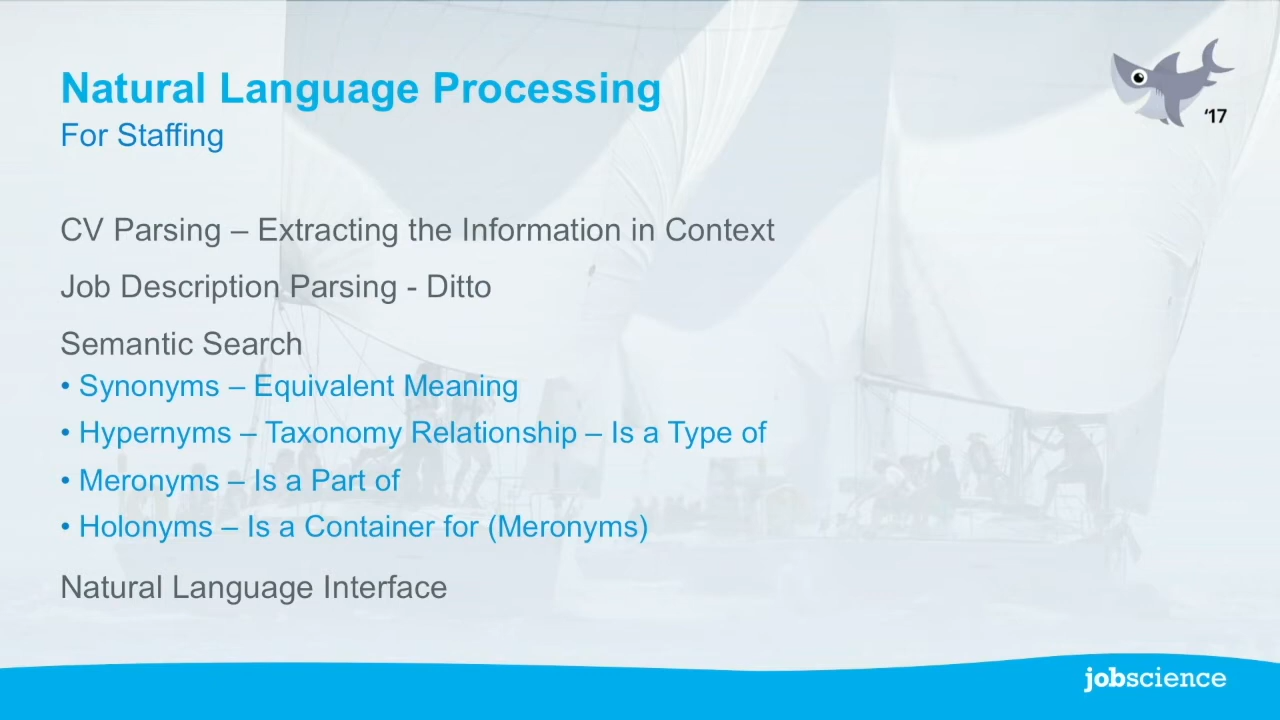 Natural Language Processing
For Staffing
‘17
CV Parsing – Extracting the Information in Context
Job Description Parsing - Ditto
Semantic Search
• Synonyms – Equivalent Meaning
• Hypernyms – Taxonomy Relationship – Is a Type of
• Meronyms – Is a Part of
• Holonyms – Is a Container for (Meronyms)
Natural Language Interface
jobscience